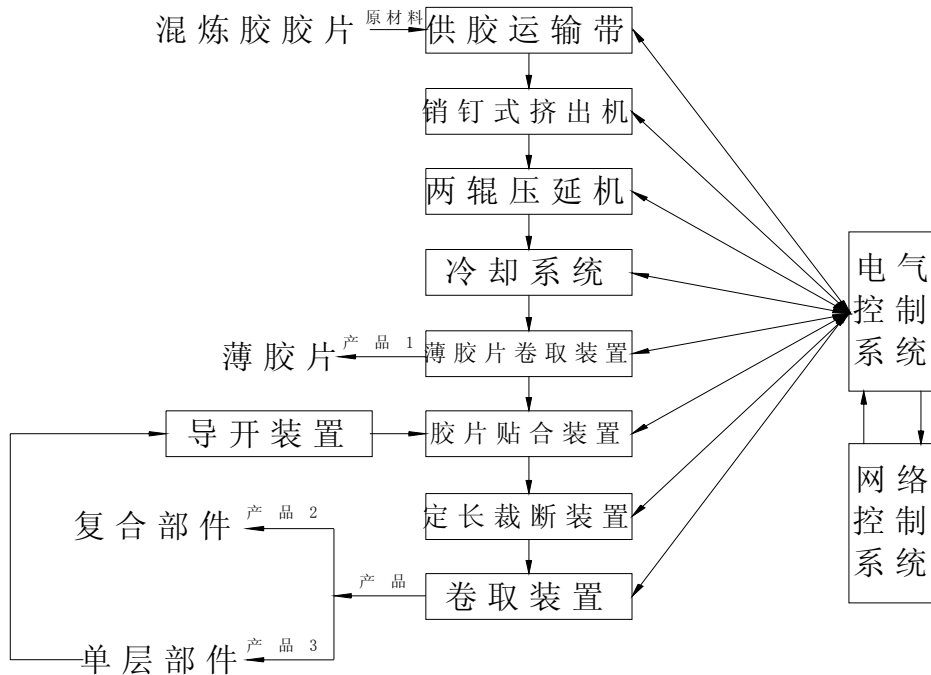 混炼胶胶片
原材料
供胶运输带
销钉式挤出机
两辊压延机
冷却系统
薄胶片
产品1
薄胶片卷取装置
导开装置
胶片贴合装置
复合部件
产品2
定长裁断装置
产品
卷取装置
单层部件
产品3
电气
控制
系统
网络
控制
系统